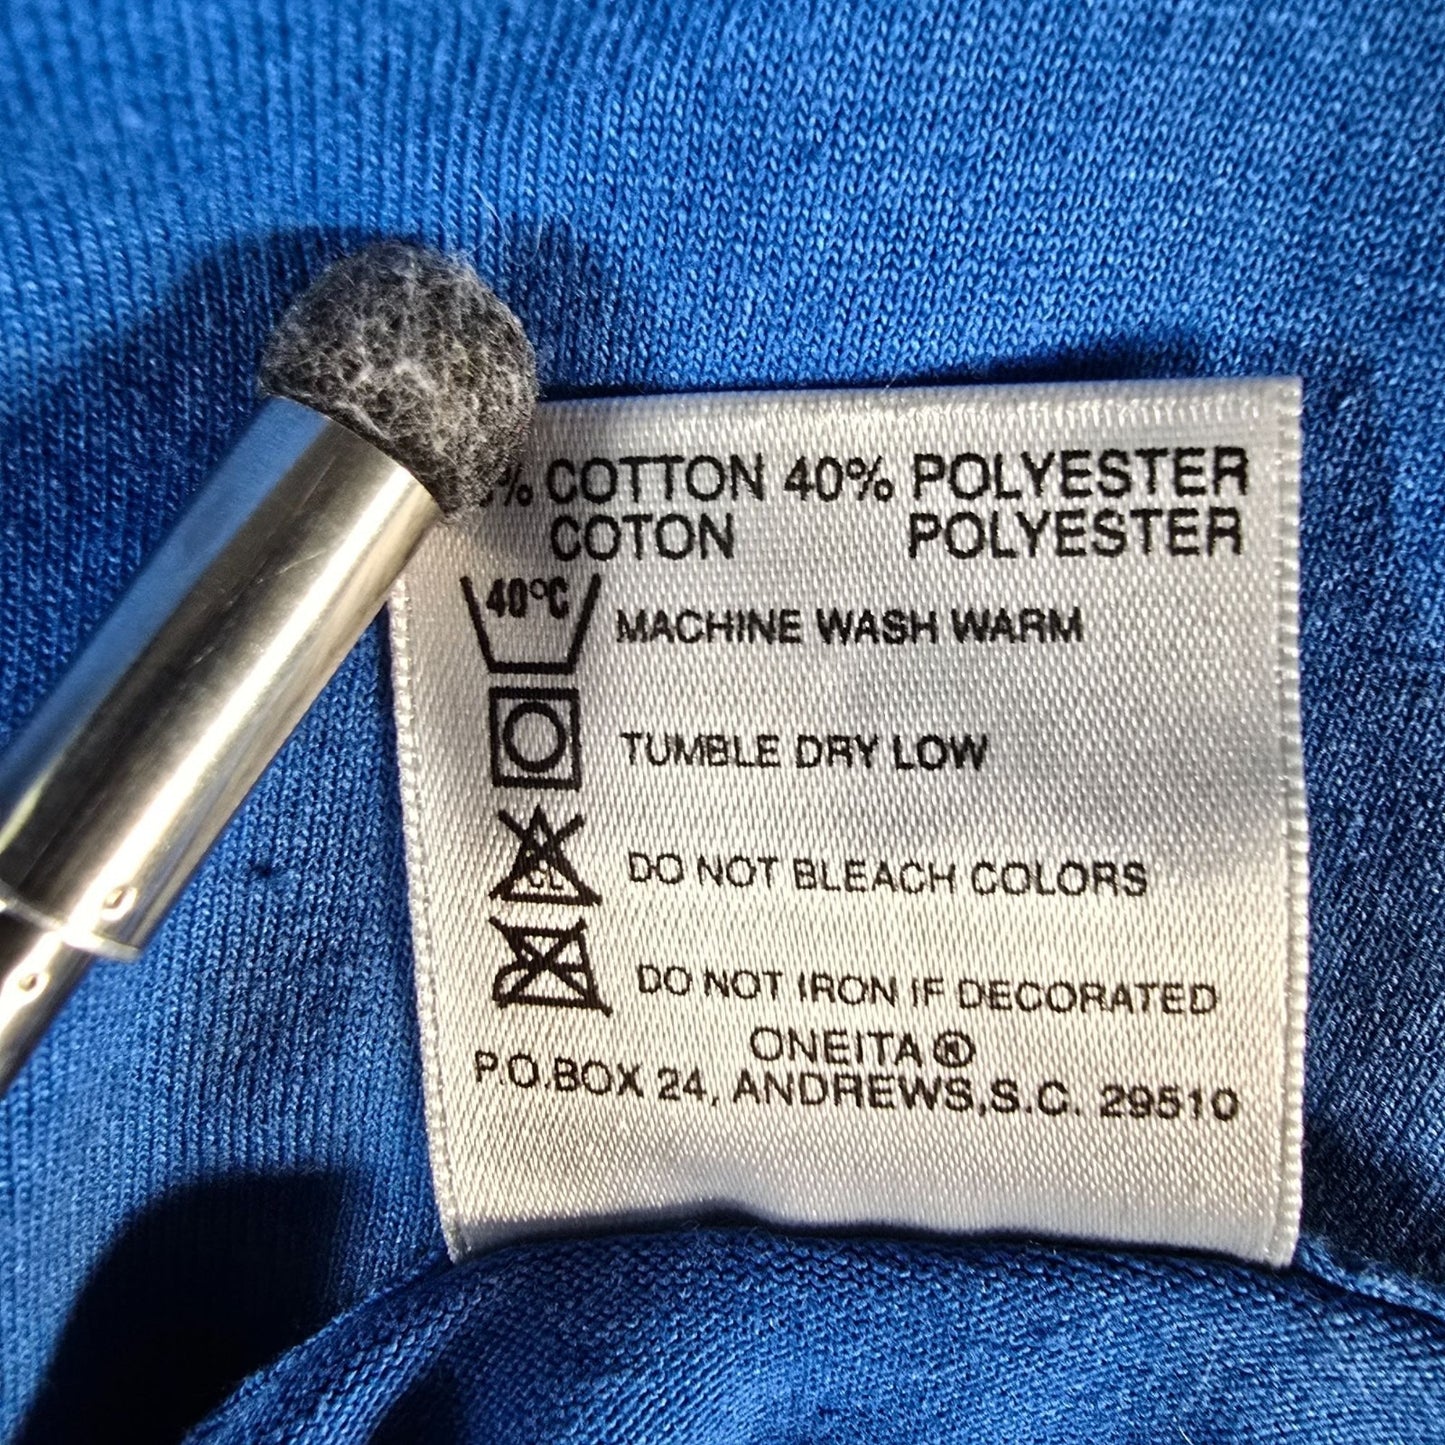 % COTTON 40% POLYESTER
COTON POLYESTER
40°C MACHINE WASH WARM
TUMBLE DRY LOW
CL DO NOT BLEACH COLORS
DO NOT IRON IF DECORATED
ONEITA®
P.O.BOX 24, ANDREWS,S.C. 29510